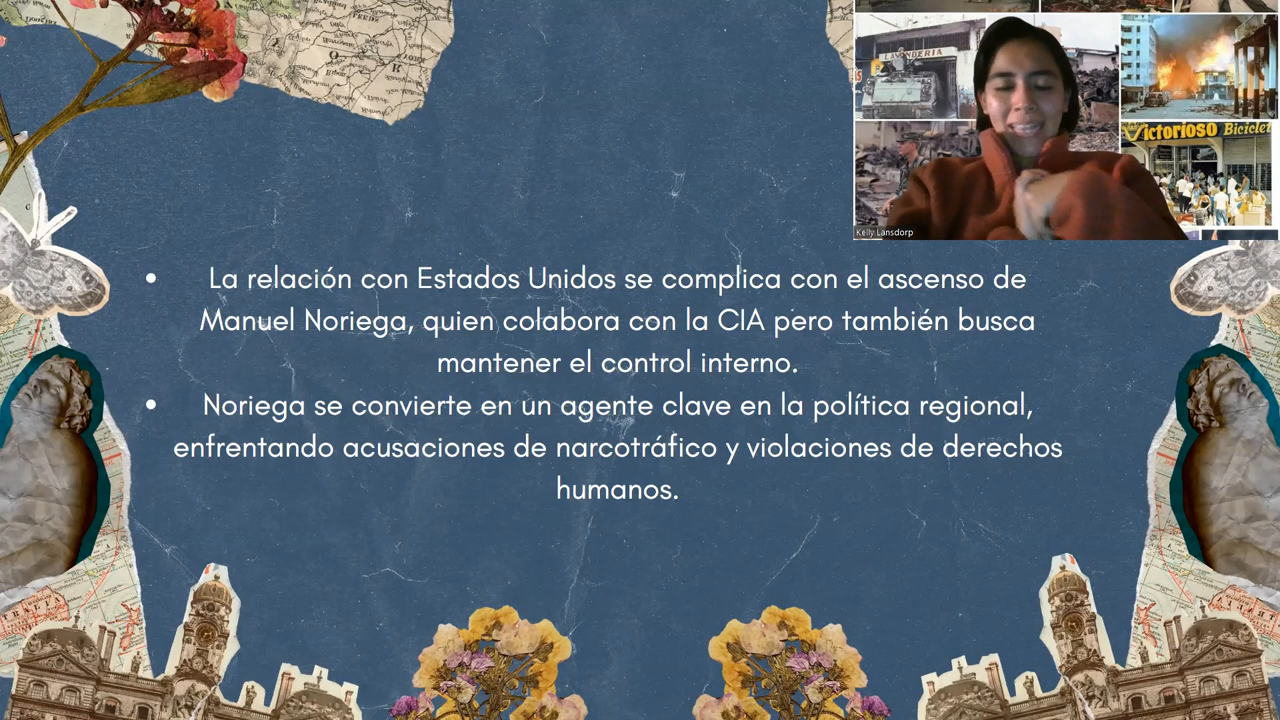 LAVANDERIA
Victorioso Biciclet
Kelly Lansdorp
• La relación con Estados Unidos se complica con el ascenso de
Manuel Noriega, quien colabora con la CIA pero también busca
mantener el control interno.
• Noriega se convierte en un agente clave en la política regional,
enfrentando acusaciones de narcotráfico y violaciones de derechos
humanos.